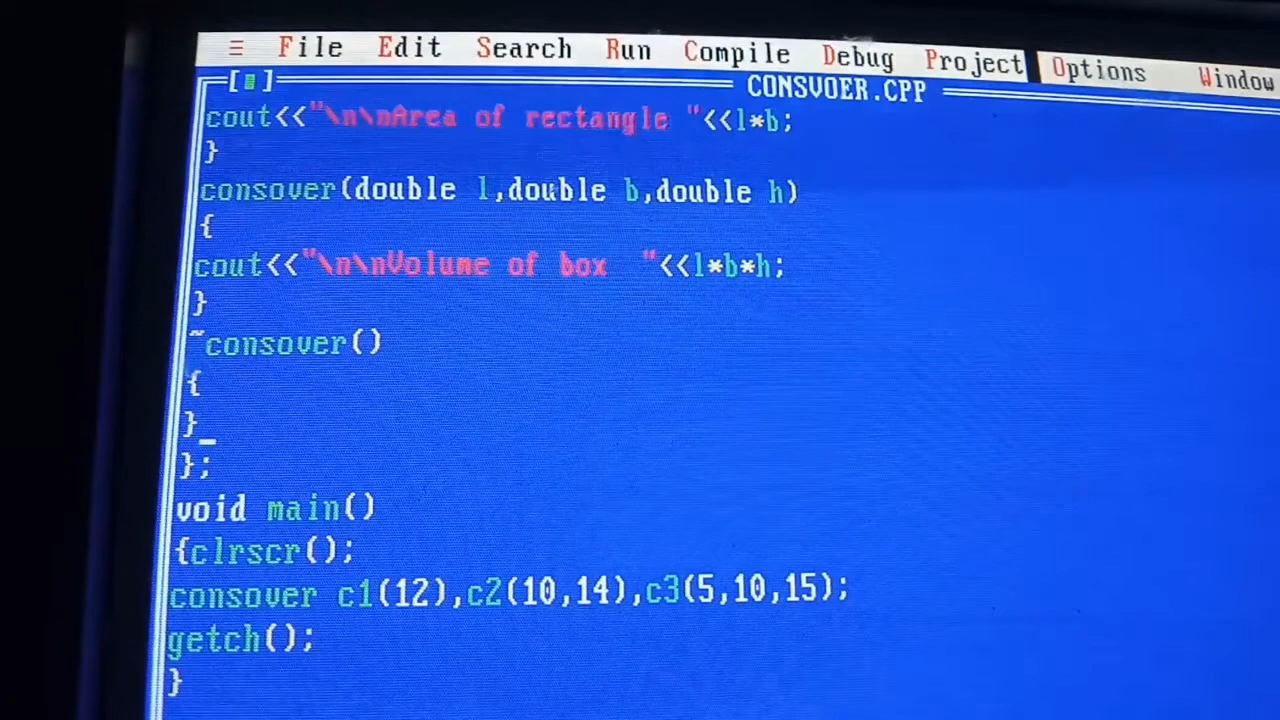 ≡ File Edit Search Run Compile Debug Project Options Window
[■] CONSVOER.CPP
cout<<"\n\nArea of rectangle "<<l*b;
}
consover(double l,double b,double h)
{
cout<<"\n\nVolume of box  "<<l*b*h;
}
~consover()
{
}_
};
void main()
{clrscr();
consover c1(12),c2(10,14),c3(5,10,15);
getch();
}